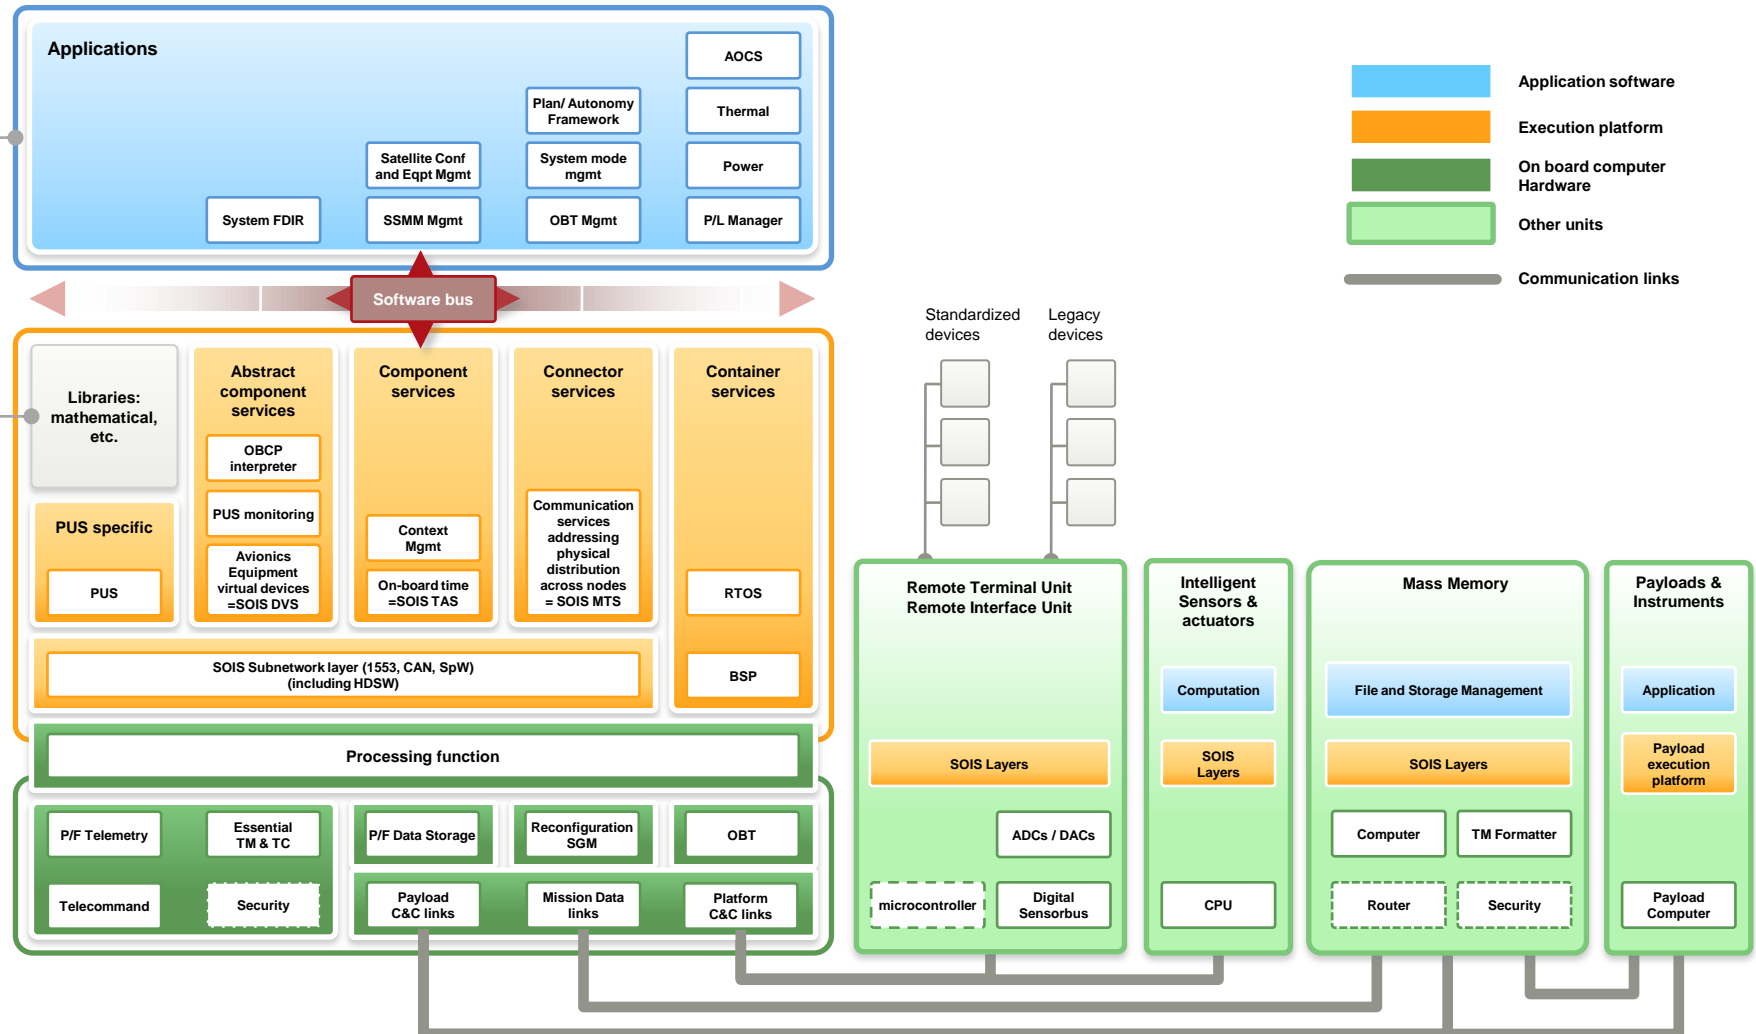 Applications
AOCS
Plan/ Autonomy
Framework
Thermal
Satellite Conf
and Eqpt Mgmt
System mode
mgmt
Power
System FDIR
SSMM Mgmt
OBT Mgmt
P/L Manager
Application software
Execution platform
On board computer
Hardware
Other units
Communication links
Software bus
Libraries:
mathematical,
etc.
Abstract
component
services
Component
services
Connector
services
Container
services
OBCP
interpreter
PUS monitoring
Avionics
Equipment
virtual devices
=SOIS DVS
PUS specific
PUS
Context
Mgmt
On-board time
=SOIS TAS
Communication
services
addressing
physical
distribution
across nodes
= SOIS MTS
RTOS
SOIS Subnetwork layer (1553, CAN, SpW)
(including HDSW)
BSP
Processing function
P/F Telemetry
Essential
TM & TC
P/F Data Storage
Reconfiguration
SGM
OBT
Telecommand
Security
Payload
C&C links
Mission Data
links
Platform
C&C links
Standardized
devices
Legacy
devices
Remote Terminal Unit
Remote Interface Unit
SOIS Layers
ADCs / DACs
microcontroller
Digital
Sensorbus
Intelligent
Sensors &
actuators
Computation
SOIS
Layers
CPU
Mass Memory
File and Storage Management
SOIS Layers
Computer
TM Formatter
Router
Security
Payloads &
Instruments
Application
Payload
execution
platform
Payload
Computer